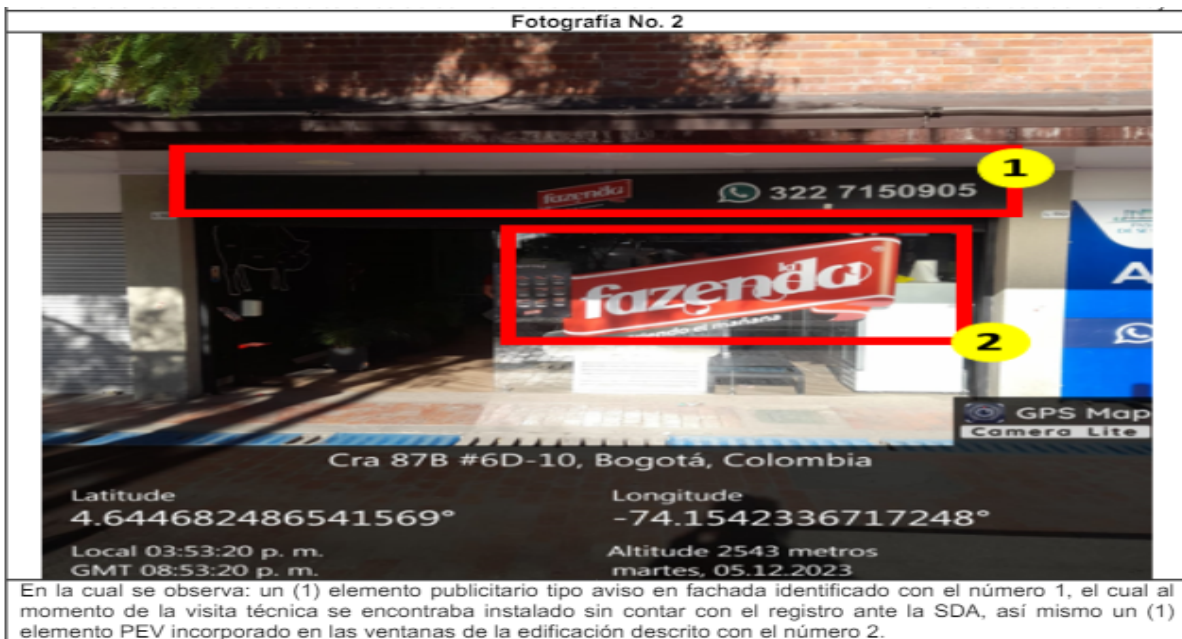 Fotografía No. 2
fazenda
322 7150905
1
la
fazenda
el mañana
2
A
GPS Map
Camera Lite
Cra 87B #6D-10, Bogotá, Colombia
Latitude
Longitude
4.644682486541569°
-74.1542336717248°
Local 03:53:20 p. m.
Altitude 2543 metros
GMT 08:53:20 p. m.
martes, 05.12.2023
En la cual se observa: un (1) elemento publicitario tipo aviso en fachada identificado con el número 1, el cual al
momento de la visita técnica se encontraba instalado sin contar con el registro ante la SDA, así mismo un (1)
elemento PEV incorporado en las ventanas de la edificación descrito con el número 2.